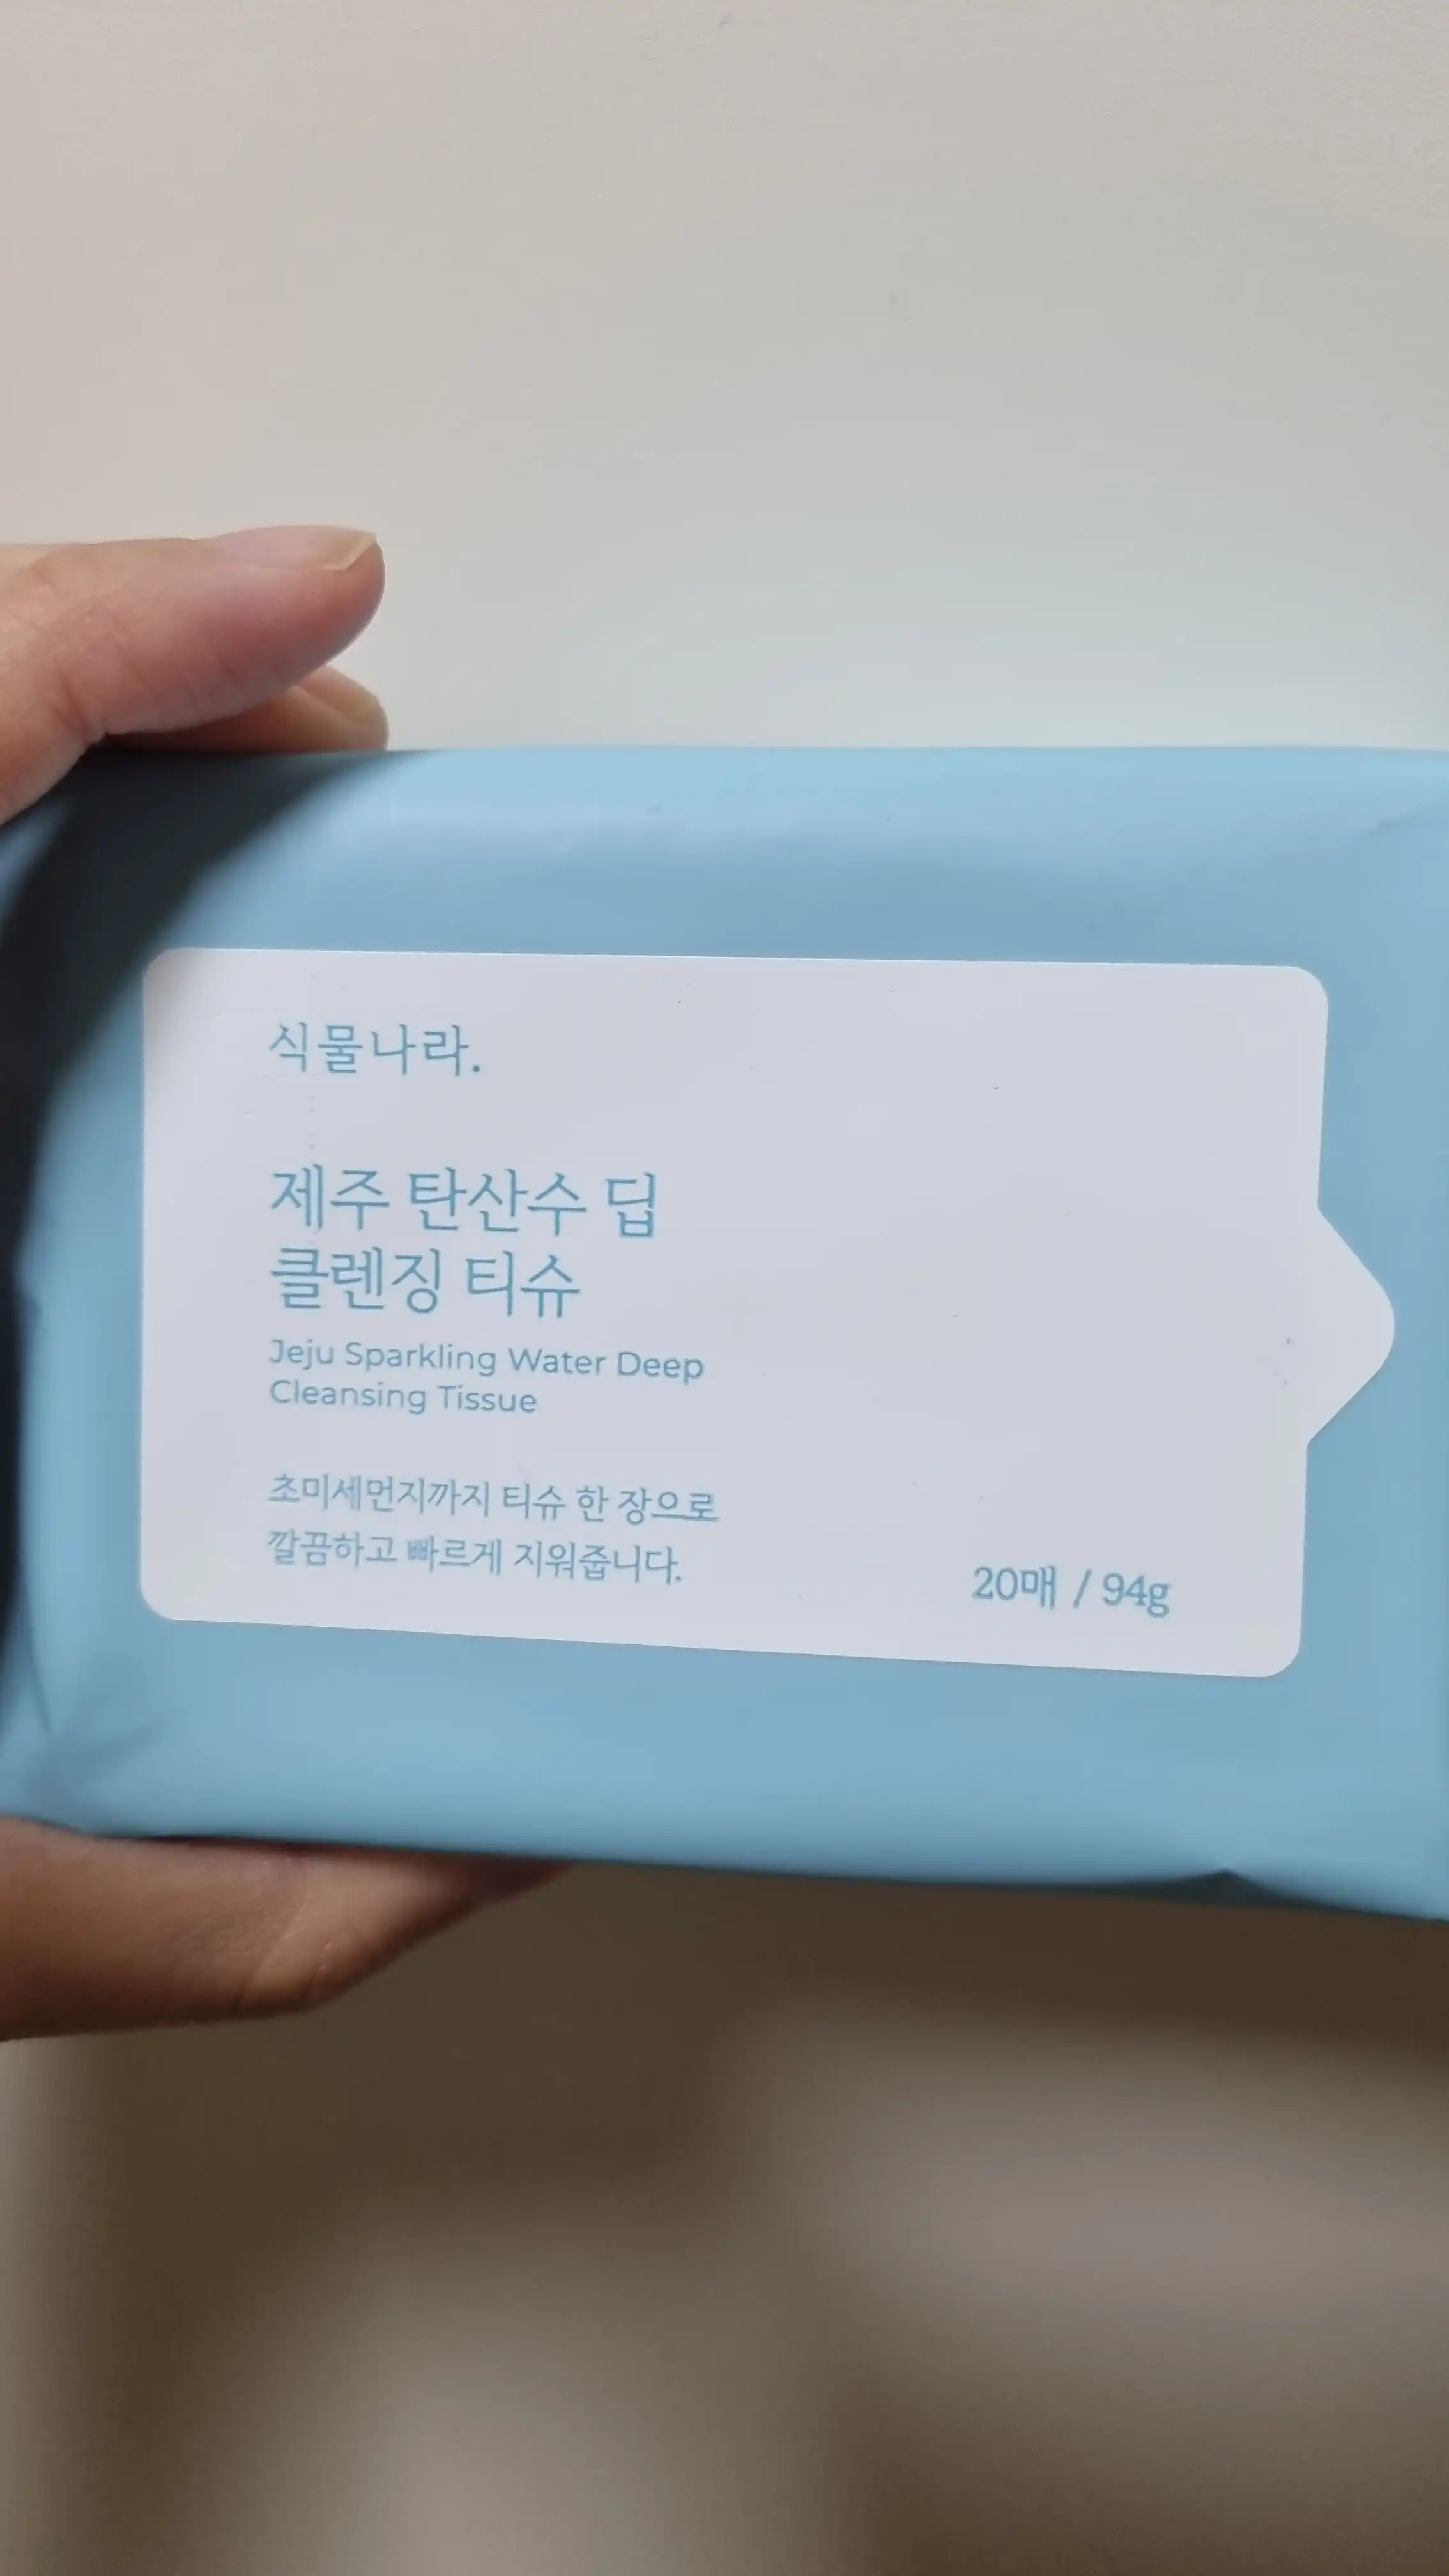 식물나라.
제주 탄산수 딥
클렌징 티슈
Jeju Sparkling Water Deep
Cleansing Tissue
초미세먼지까지 티슈 한 장으로
깔끔하고 빠르게 지워줍니다.
20매 / 94g